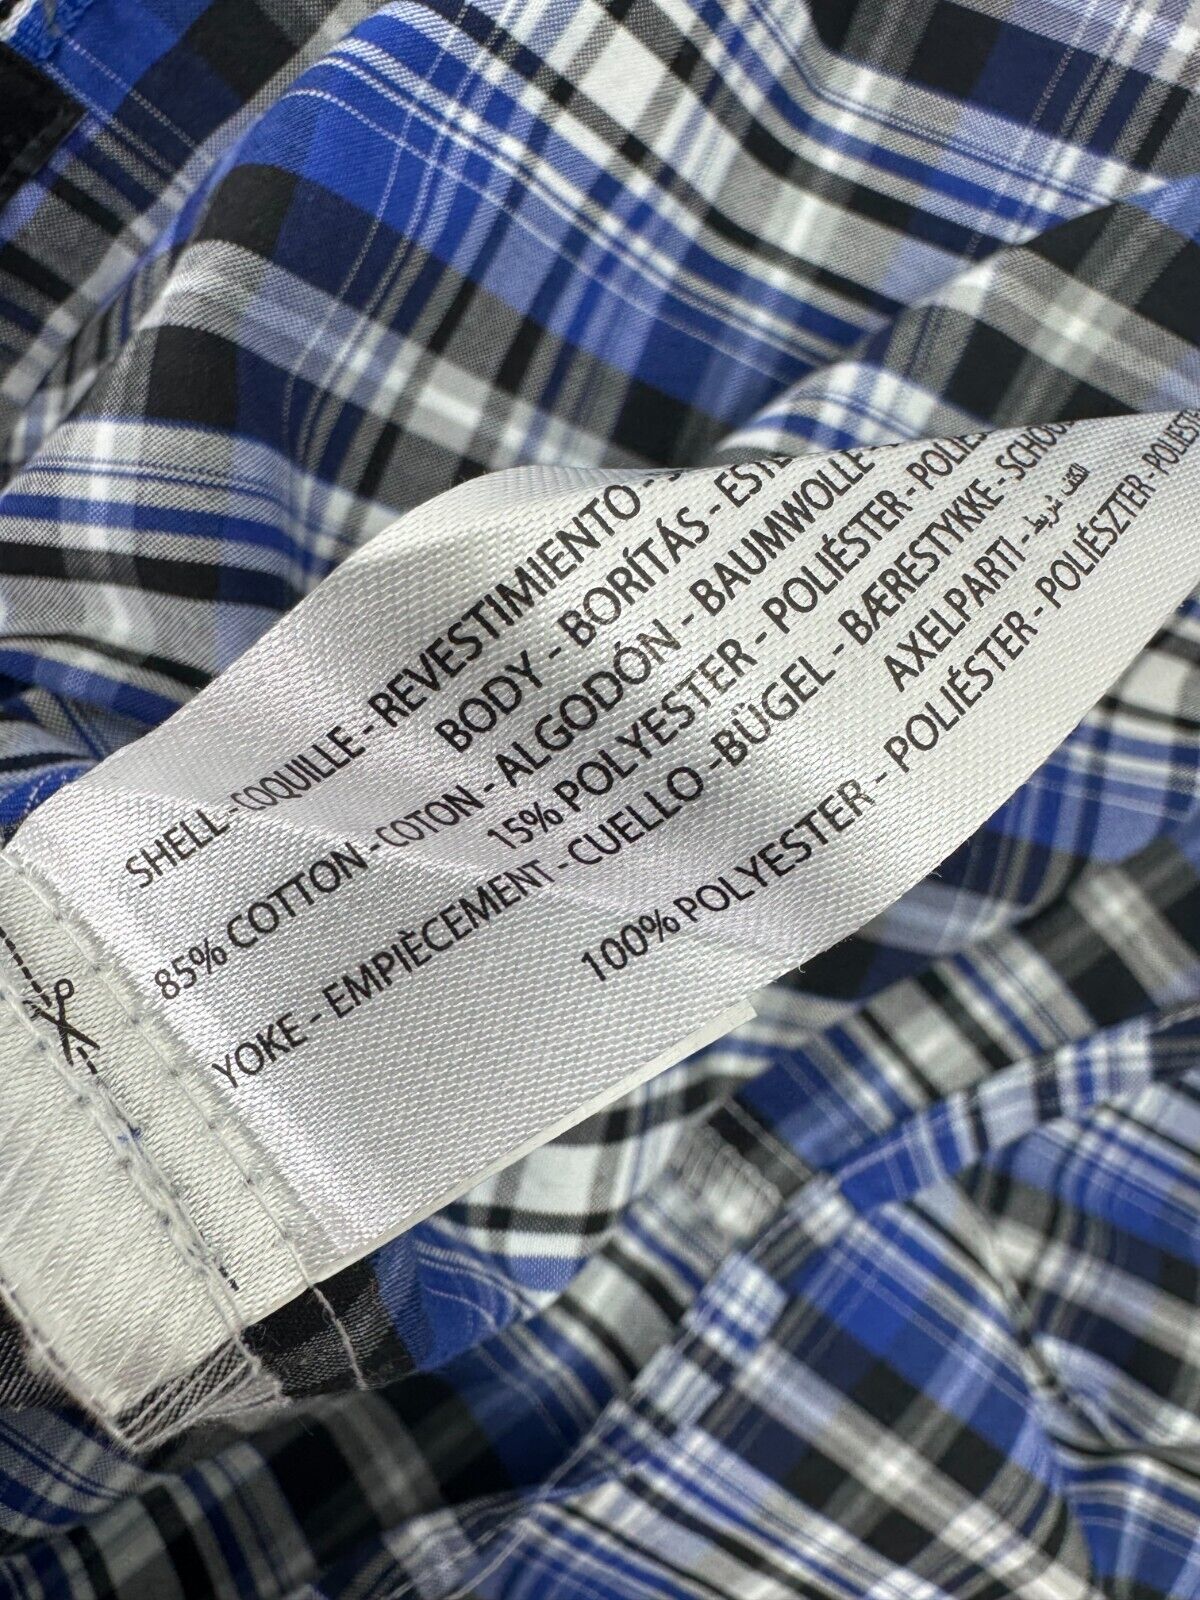 SHELL - COQUILLE - REVESTIMIENTO -
BODY - BORÍTÁS -
85% COTTON - COTON - ALGODÓN - BAUMWOLLE -
15% POLYESTER - POLIÉSTER -
YOKE - EMPIÈCEMENT - CUELLO -BÜGEL - BÆRESTYKKE -
AXELPARTI -
100% POLYESTER - POLIÉSTER - POLIÉSZTER -